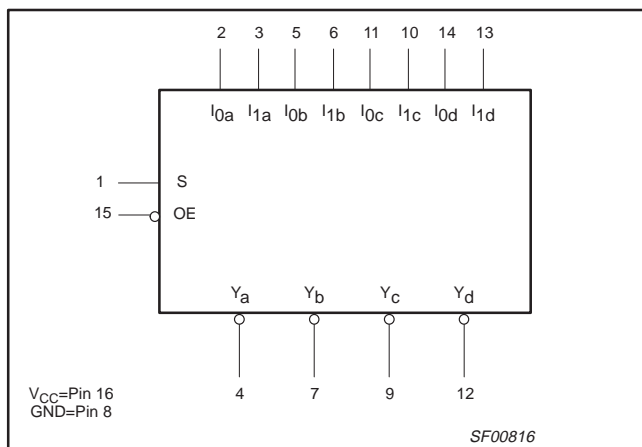 2 3 5 6 11 10 14 13
I0a I1a I0b I1b I0c I1c I0d I1d
1 S
15 OE
Ya Yb Yc Yd
4 7 9 12
VCC=Pin 16
GND=Pin 8
SF00816